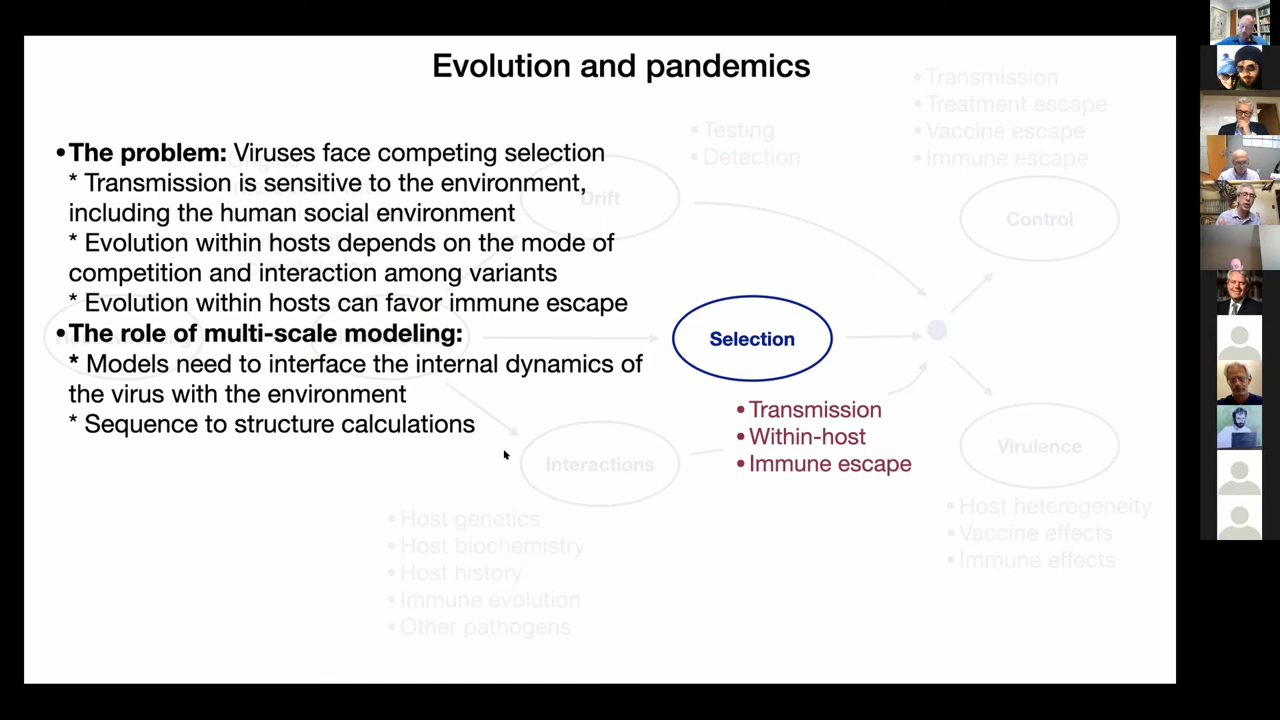 Evolution and pandemics
•The problem: Viruses face competing selection
* Transmission is sensitive to the environment,
including the human social environment
* Evolution within hosts depends on the mode of
competition and interaction among variants
* Evolution within hosts can favor immune escape
•The role of multi-scale modeling:
* Models need to interface the internal dynamics of
the virus with the environment
* Sequence to structure calculations
•Testing
•Detection
•Transmission
•Treatment escape
•Vaccine escape
•Immune escape
Drift
Control
Selection
•Transmission
•Within-host
•Immune escape
Interactions
Virulence
•Host genetics
•Host biochemistry
•Host history
•Immune evolution
•Other pathogens
•Host heterogeneity
•Vaccine effects
•Immune effects